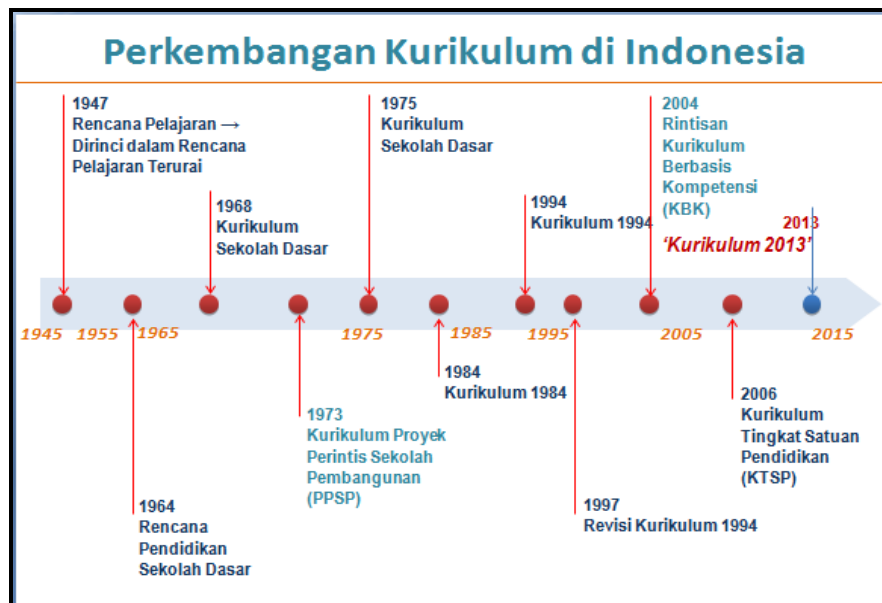 Perkembangan Kurikulum di Indonesia
1947
Rencana Pelajaran →
Dirinci dalam Rencana
Pelajaran Terurai
1968
Kurikulum
Sekolah Dasar
1975
Kurikulum
Sekolah Dasar
1994
Kurikulum 1994
2004
Rintisan
Kurikulum
Berbasis
Kompetensi
(KBK)
2013
'Kurikulum 2013'
1945 1955 1965 1975 1985 1995 2005 2015
1964
Rencana
Pendidikan
Sekolah Dasar
1973
Kurikulum Proyek
Perintis Sekolah
Pembangunan
(PPSP)
1984
Kurikulum 1984
1997
Revisi Kurikulum 1994
2006
Kurikulum
Tingkat Satuan
Pendidikan
(KTSP)